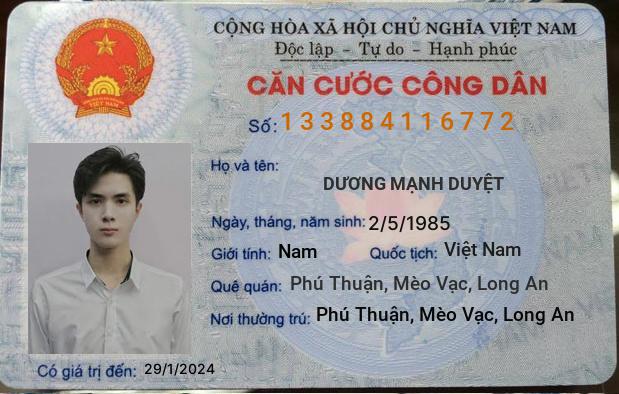 CỘNG HÒA XÃ HỘI CHỦ NGHĨA VIỆT NAM
Độc lập - Tự do - Hạnh phúc
CĂN CƯỚC CÔNG DÂN
Số: 133884116772
Họ và tên:
DƯƠNG MẠNH DUYỆT
Ngày, tháng, năm sinh: 2/5/1985
Giới tính: Nam Quốc tịch: Việt Nam
Quê quán: Phú Thuận, Mèo Vạc, Long An
Nơi thường trú: Phú Thuận, Mèo Vạc, Long An
Có giá trị đến: 29/1/2024
VIỆT NAM